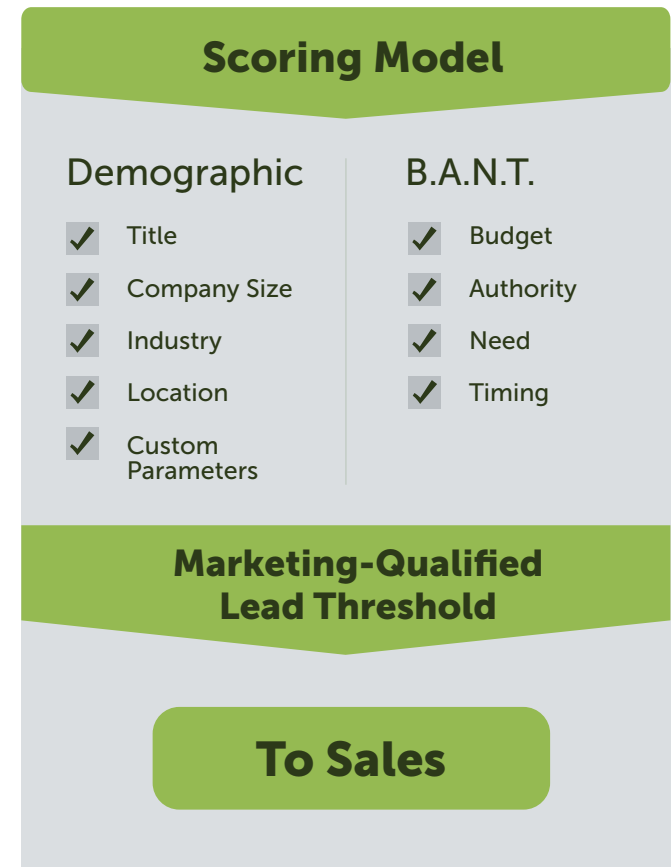 Scoring Model
Demographic
Title
Company Size
Industry
Location
Custom
Parameters
B.A.N.T.
Budget
Authority
Need
Timing
Marketing-Qualified
Lead Threshold
To Sales